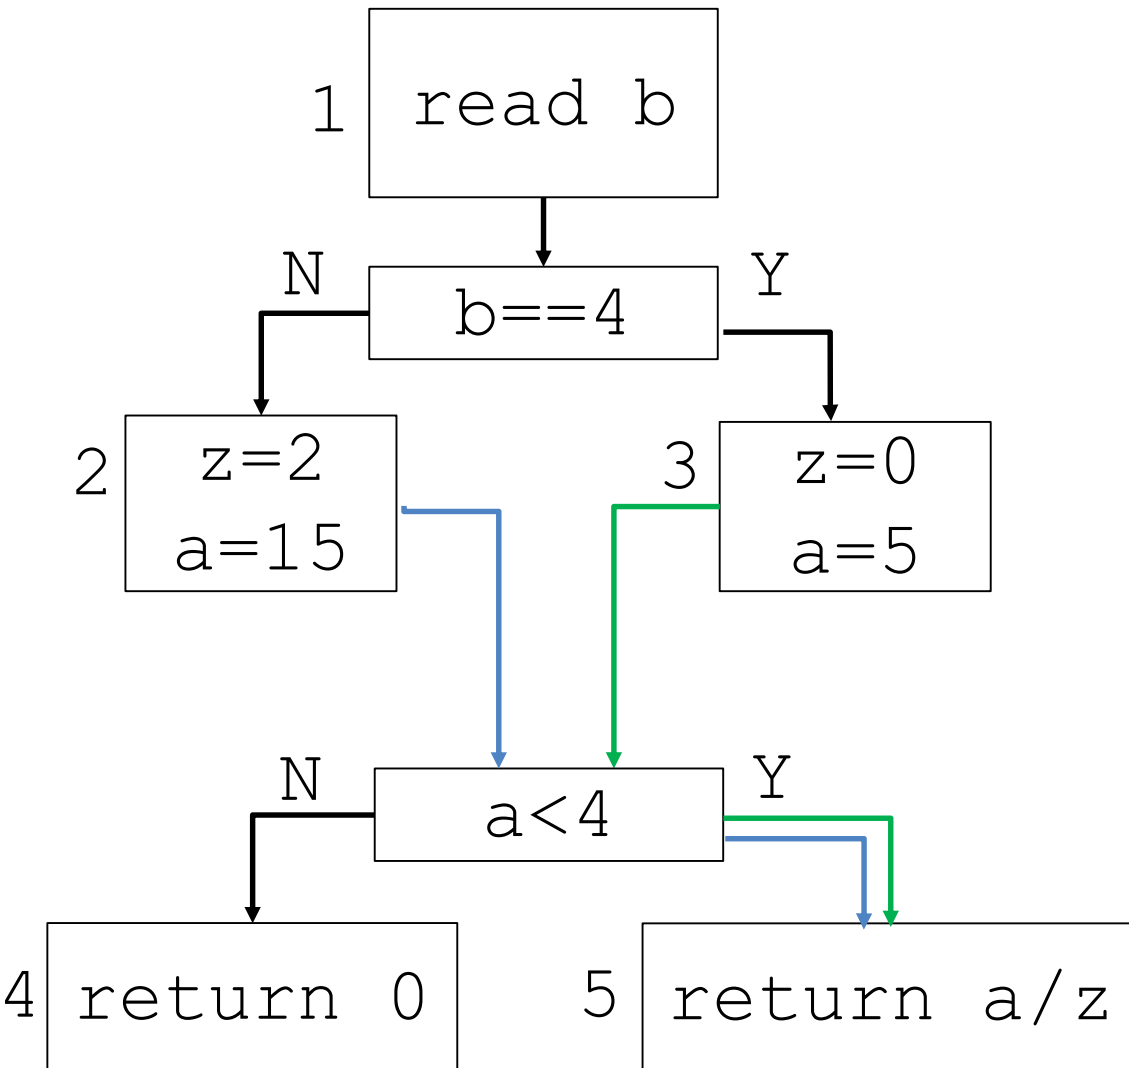 1
read b
N
Y
b==4
2
z=2
a=15
3
z=0
a=5
N
Y
a<4
4
return 0
5
return a/z